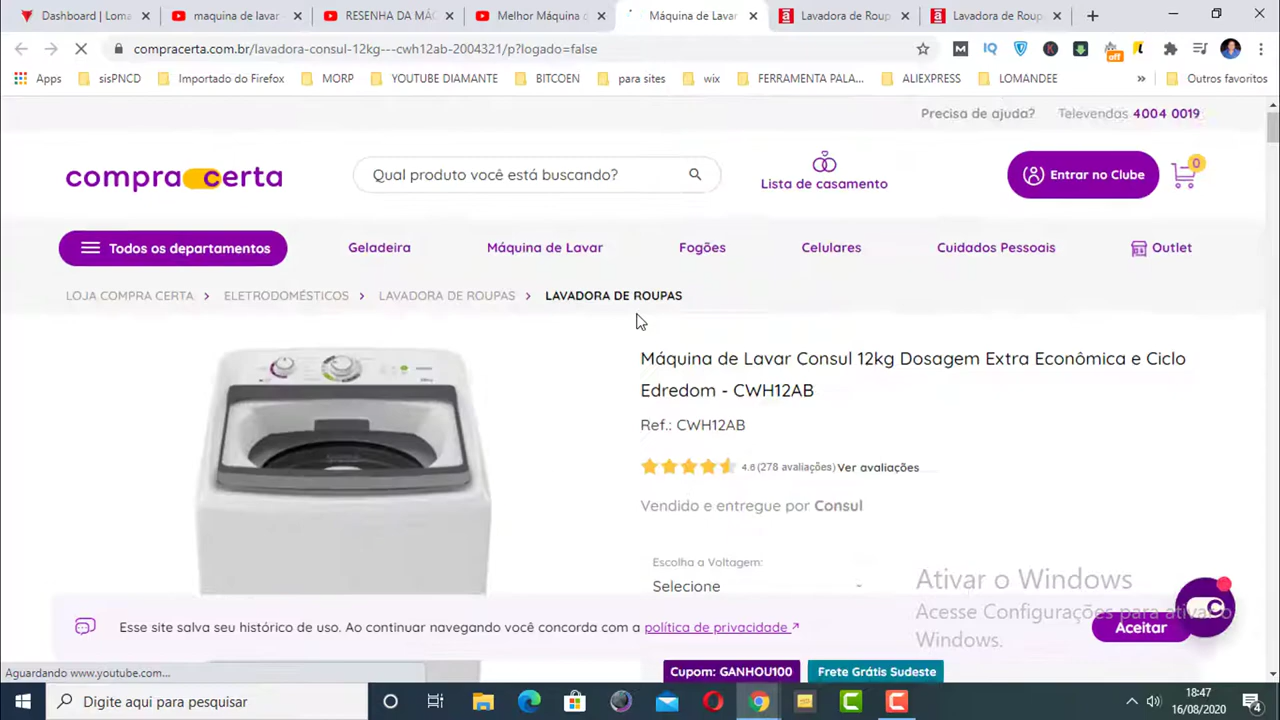 Dashboard | Loma
maquina de lavar -
RESENHA DA MÁC
Melhor Máquina d
Máquina de Lavar
Lavadora de Roup
Lavadora de Roup
compracerta.com.br/lavadora-consul-12kg---cwh12ab-2004321/p?logado=false
Apps
sisPNCD
Importado do Firefox
MORP
YOUTUBE DIAMANTE
BITCOEN
para sites
wix
FERRAMENTA PALA...
ALIEXPRESS
LOMANDEE
»
Outros favoritos
Precisa de ajuda? Televendas 4004 0019
compra certa
Qual produto você está buscando?
Lista de casamento
Entrar no Clube
0
Todos os departamentos
Geladeira
Máquina de Lavar
Fogões
Celulares
Cuidados Pessoais
Outlet
LOJA COMPRA CERTA > ELETRODOMÉSTICOS > LAVADORA DE ROUPAS > LAVADORA DE ROUPAS
Máquina de Lavar Consul 12kg Dosagem Extra Econômica e Ciclo
Edredom - CWH12AB
Ref.: CWH12AB
4.6 (278 avaliações) Ver avaliações
Vendido e entregue por Consul
Escolha a Voltagem:
Selecione
Ativar o Windows
Acesse Configurações para ativar o
Windows.
Esse site salva seu histórico de uso. Ao continuar navegando você concorda com a política de privacidade
Aceitar
Cupom: GANHOU100
Frete Grátis Sudeste
Aguardando www.youtube.com...
Digite aqui para pesquisar
18:47
16/08/2020
4